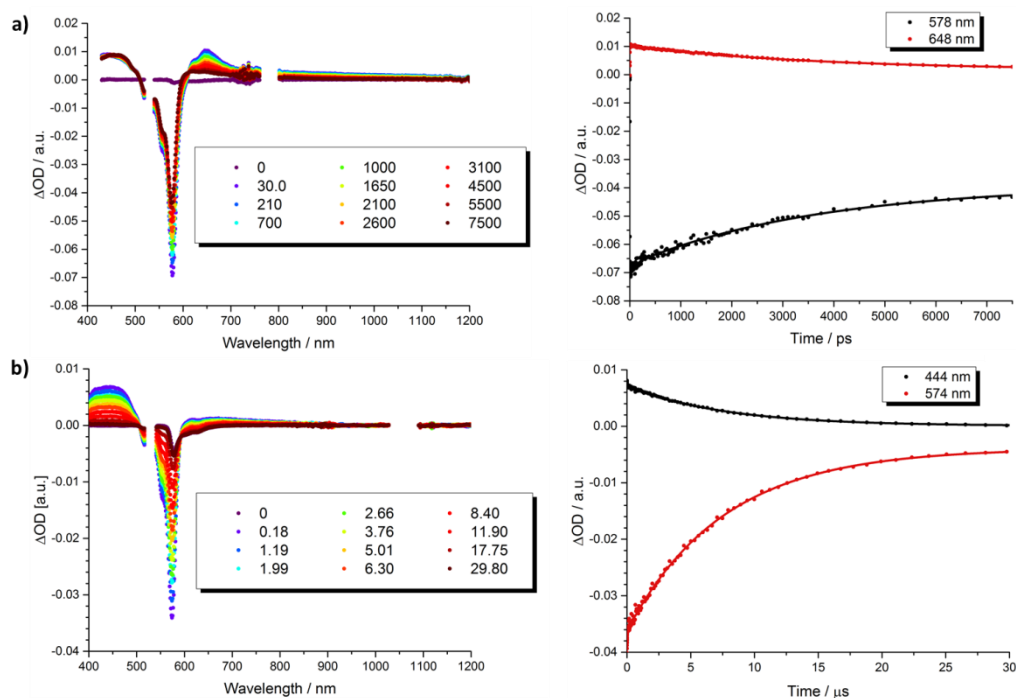 a)
0.02
0.01
0.00
-0.01
-0.02
-0.03
-0.04
-0.05
-0.06
-0.07
-0.08
ΔOD / a.u.
400 500 600 700 800 900 1000 1100 1200
Wavelength / nm
0 1000 3100
30.0 1650 4500
210 2100 5500
700 2600 7500
0.02
0.01
0.00
-0.01
-0.02
-0.03
-0.04
-0.05
-0.06
-0.07
-0.08
ΔOD / a.u.
578 nm
648 nm
0 1000 2000 3000 4000 5000 6000 7000
Time / ps
b)
0.01
0.00
-0.01
-0.02
-0.03
-0.04
ΔOD [a.u.]
400 500 600 700 800 900 1000 1100 1200
Wavelength / nm
0 2.66 8.40
0.18 3.76 11.90
1.19 5.01 17.75
1.99 6.30 29.80
0.01
0.00
-0.01
-0.02
-0.03
-0.04
ΔOD / a.u.
444 nm
574 nm
0 5 10 15 20 25 30
Time / μs